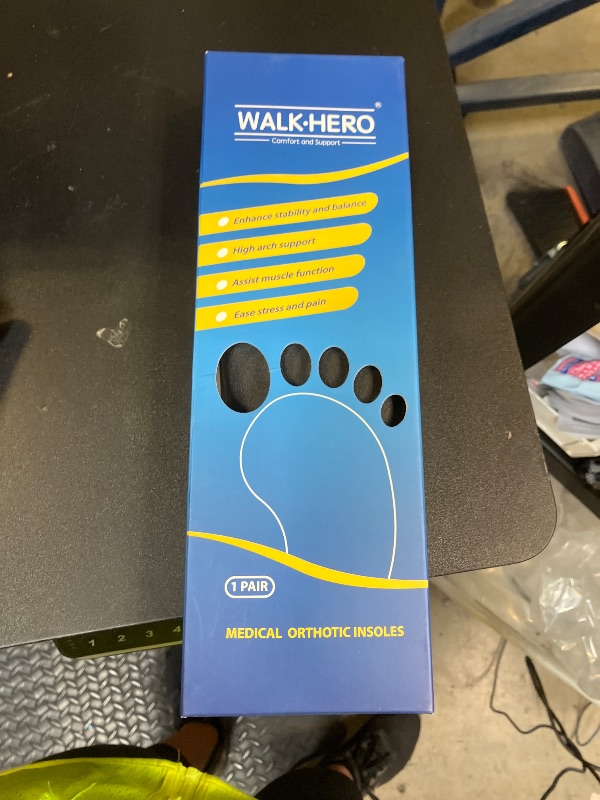 WALK·HERO®
Comfort and Support
Enhance stability and balance
High arch support
Assist muscle function
Ease stress and pain
1 PAIR
MEDICAL ORTHOTIC INSOLES
1 2 3 4